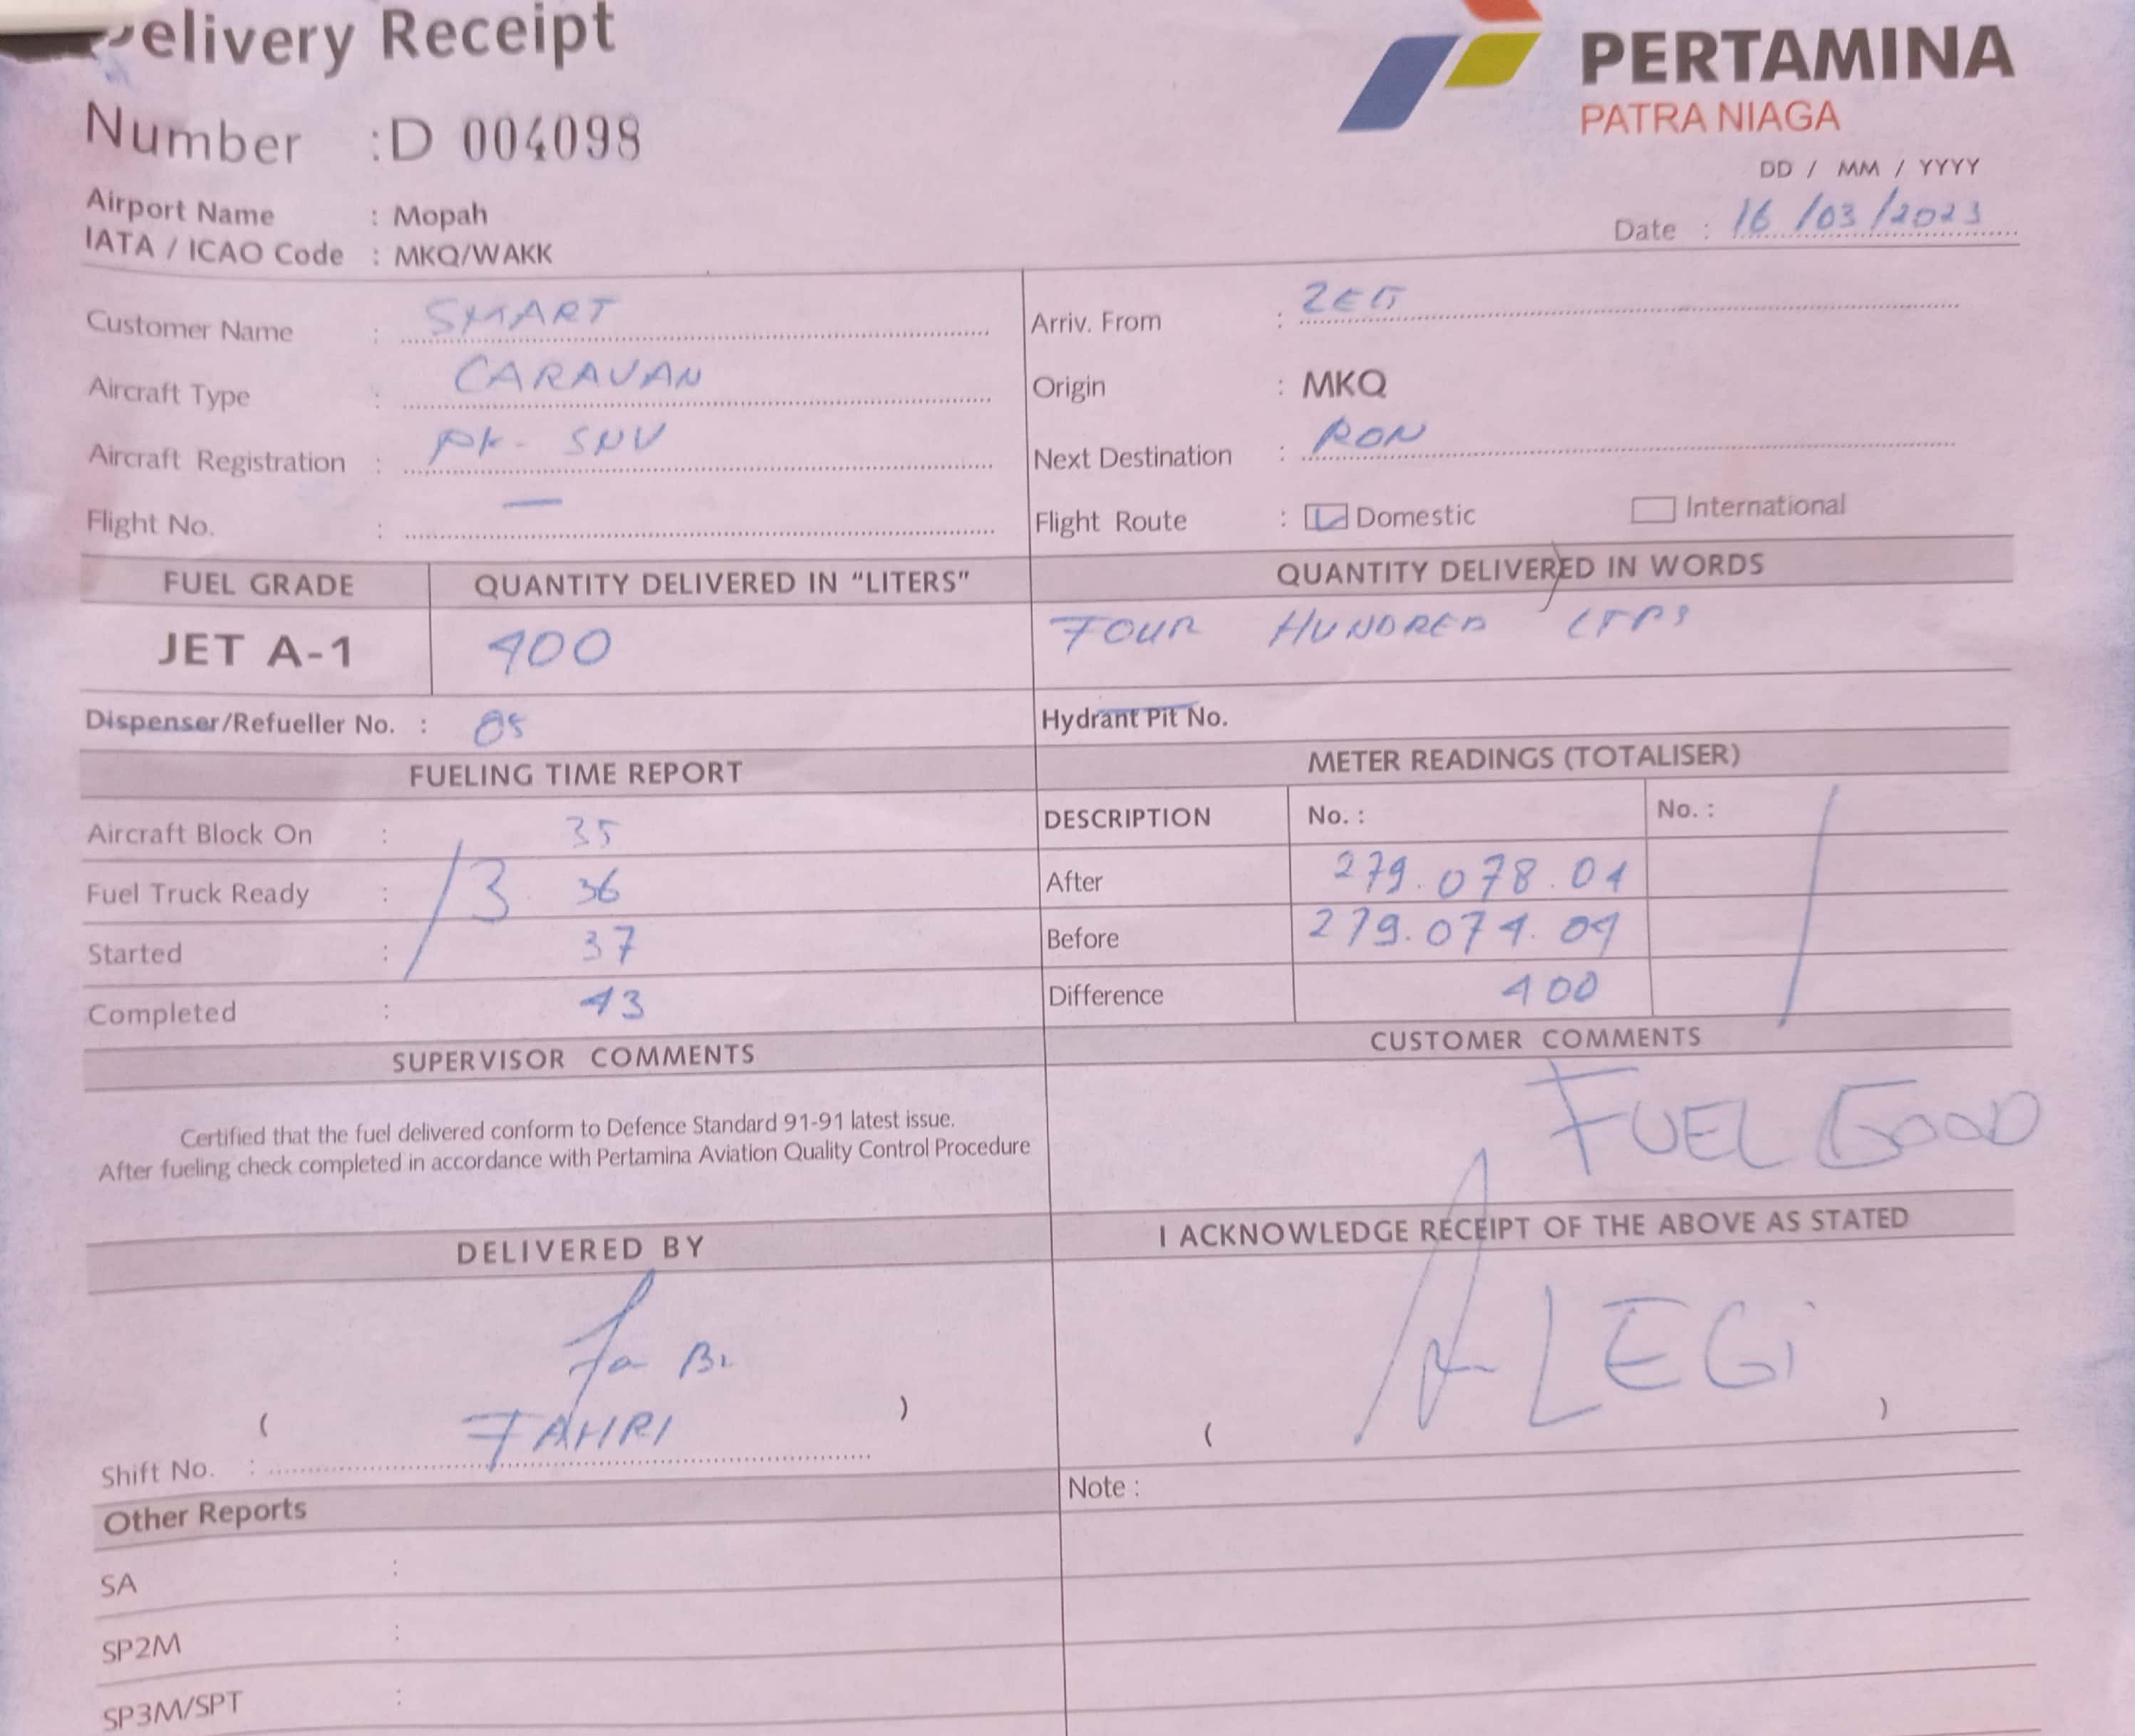 elivery Receipt
PERTAMINA
PATRA NIAGA
Number : D 004098
DD / MM / YYYY
Airport Name : Mopah
Date : 16/03/2023
IATA / ICAO Code : MKQ/WAKK
Customer Name : SMART
Arriv. From :
Aircraft Type : CARAVAN
Origin : MKQ
Aircraft Registration : PK-SNV
Next Destination : RON
Flight No. : —
Flight Route : Domestic International
FUEL GRADE QUANTITY DELIVERED IN "LITERS" QUANTITY DELIVERED IN WORDS
JET A-1 400 FOUR HUNDRED LTRS
Dispenser/Refueller No. : 05
Hydrant Pit No.
FUELING TIME REPORT METER READINGS (TOTALISER)
Aircraft Block On : 35
DESCRIPTION No. : No. :
Fuel Truck Ready : 13 36
After 279.078.04
Started : 37
Before 279.074.04
Completed : 43
Difference 400
SUPERVISOR COMMENTS CUSTOMER COMMENTS
FUEL GOOD
Certified that the fuel delivered conform to Defence Standard 91-91 latest issue.
After fueling check completed in accordance with Pertamina Aviation Quality Control Procedure
DELIVERED BY I ACKNOWLEDGE RECEIPT OF THE ABOVE AS STATED
LEGi
( FAHRI ) ( )
Shift No. :
Note :
Other Reports
SA :
SP2M :
SP3M/SPT :